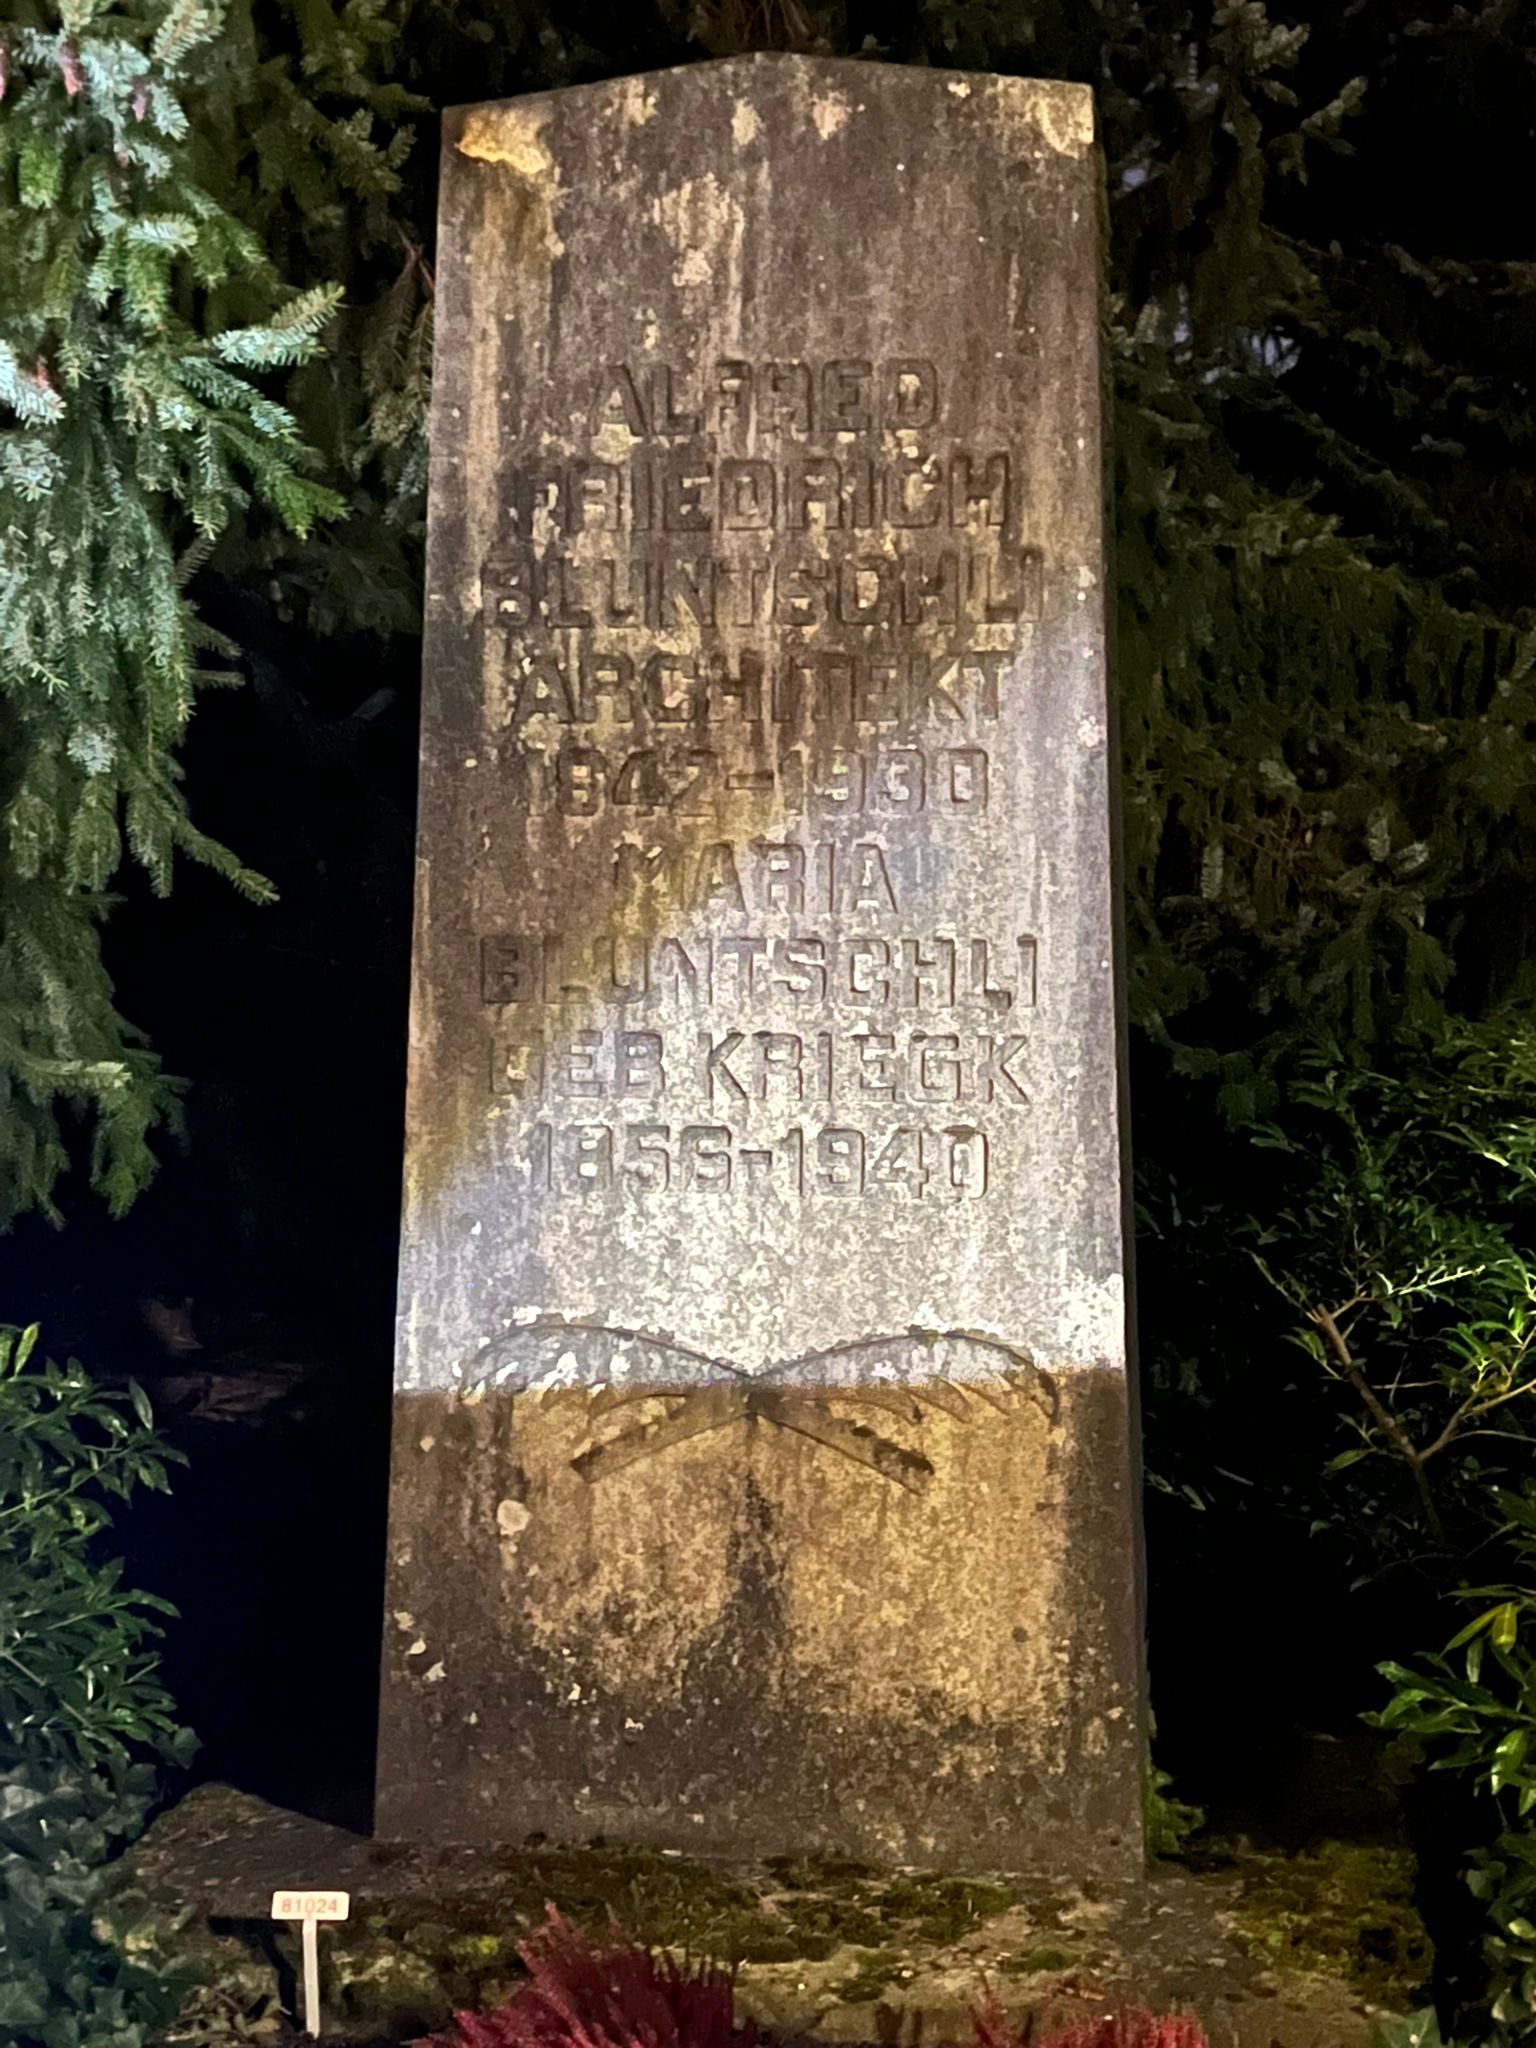 ALFRED
FRIEDRICH
BLUNTSCHLI
ARCHITEKT
1842-1930
MARIA
BLUNTSCHLI
GEB KRIEGK
1856-1940
81024